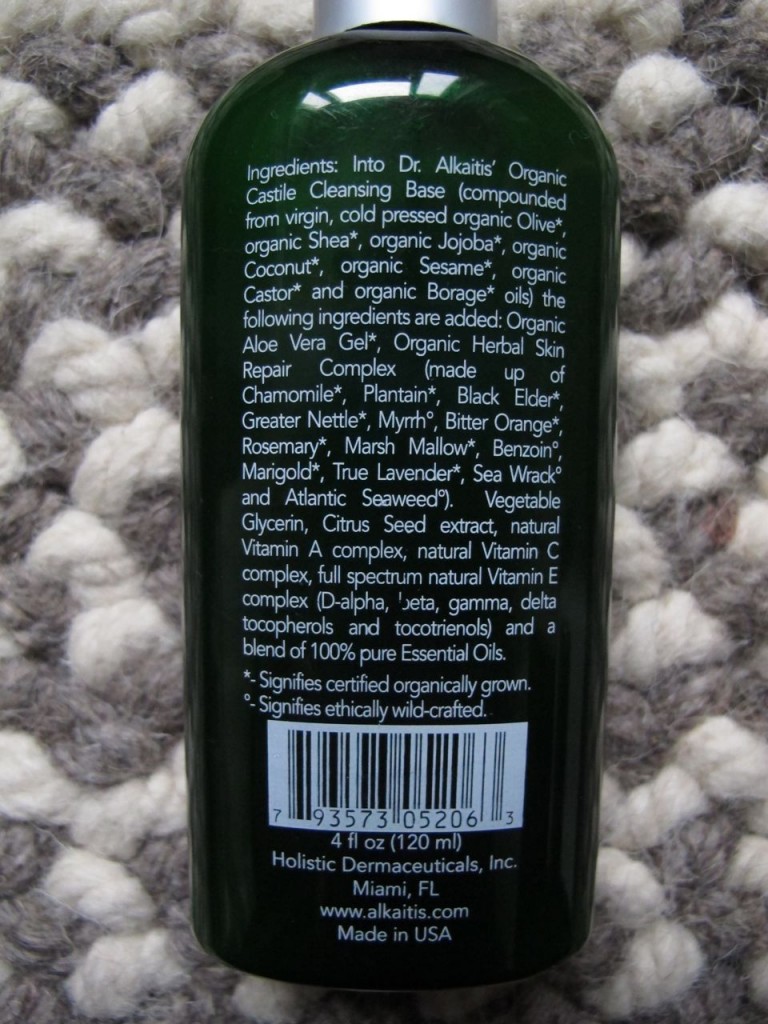 Ingredients: Into Dr. Alkaitis' Organic
Castile Cleansing Base (compounded
from virgin, cold pressed organic Olive*,
organic Shea*, organic Jojoba*, organic
Coconut*, organic Sesame*, organic
Castor* and organic Borage* oils) the
following ingredients are added: Organic
Aloe Vera Gel*, Organic Herbal Skin
Repair Complex (made up of
Chamomile*, Plantain*, Black Elder*,
Greater Nettle*, Myrrh°, Bitter Orange*,
Rosemary*, Marsh Mallow*, Benzoin°,
Marigold*, True Lavender*, Sea Wrack°
and Atlantic Seaweed°). Vegetable
Glycerin, Citrus Seed extract, natural
Vitamin A complex, natural Vitamin C
complex, full spectrum natural Vitamin E
complex (D-alpha, beta, gamma, delta
tocopherols and tocotrienols) and a
blend of 100% pure Essential Oils.
*- Signifies certified organically grown.
°- Signifies ethically wild-crafted.
7 93573 05206 3
4 fl oz (120 ml)
Holistic Dermaceuticals, Inc.
Miami, FL
www.alkaitis.com
Made in USA